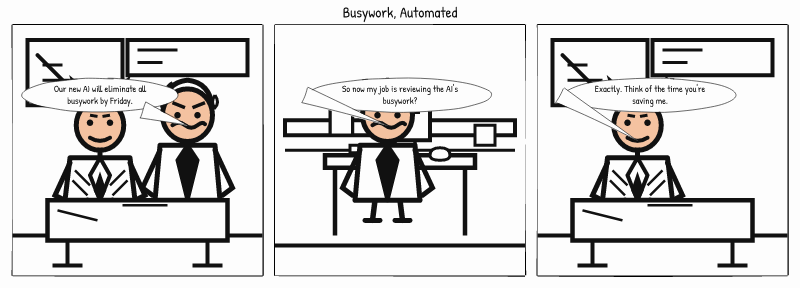 Busywork, Automated
Our new AI will eliminate all
busywork by Friday.
So now my job is reviewing the AI's
busywork?
Exactly. Think of the time you're
saving me.